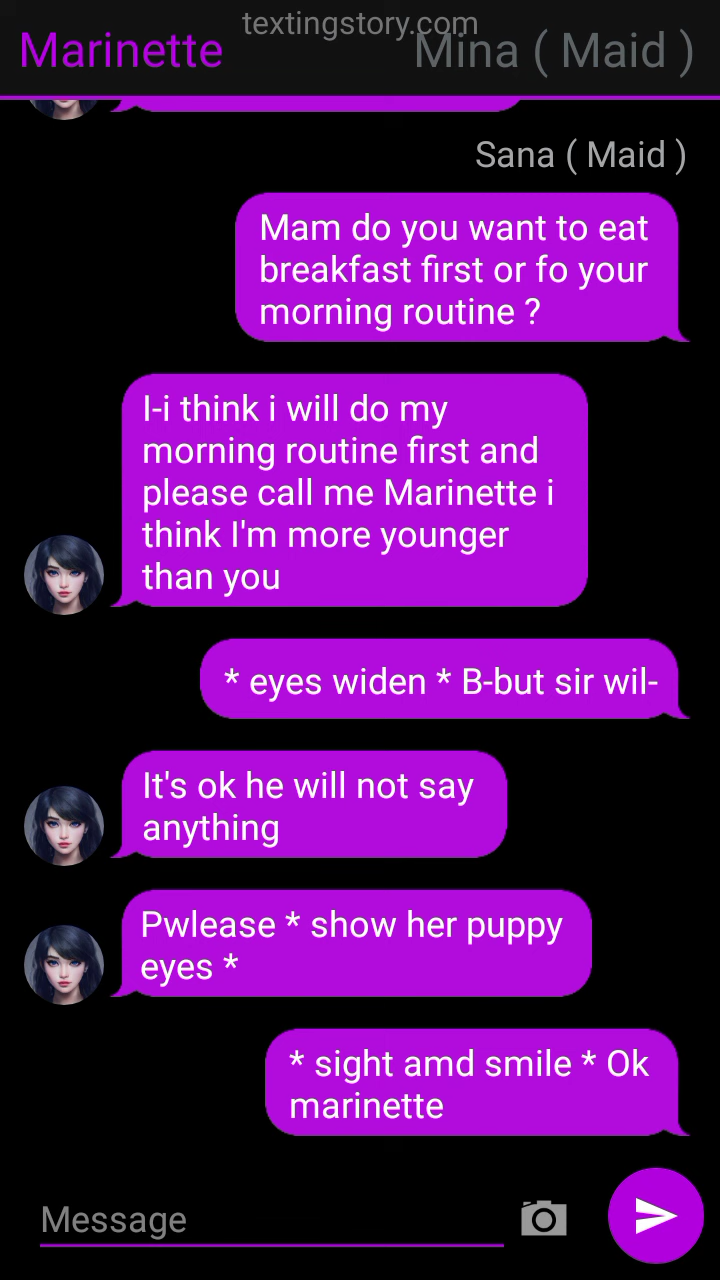 textingstory.com
Marinette
Mina ( Maid )
Sana ( Maid )
Mam do you want to eat
breakfast first or fo your
morning routine ?
I-i think i will do my
morning routine first and
please call me Marinette i
think I'm more younger
than you
* eyes widen * B-but sir wil-
It's ok he will not say
anything
Pwlease * show her puppy
eyes *
* sight amd smile * Ok
marinette
Message